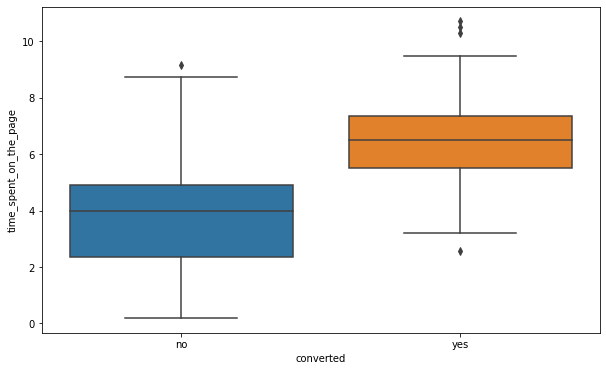 10
8
6
4
2
0
time_spent_on_the_page
no
yes
converted